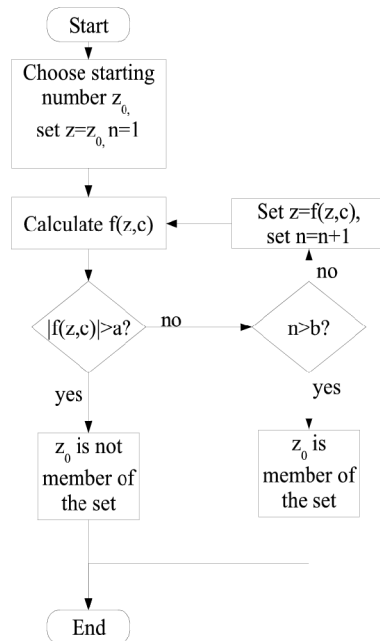 Start
Choose starting
number z0,
set z=z0, n=1
Calculate f(z,c)
Set z=f(z,c),
set n=n+1
no
|f(z,c)|>a?
no
n>b?
yes
yes
z0 is not
member of
the set
z0 is
member of
the set
End